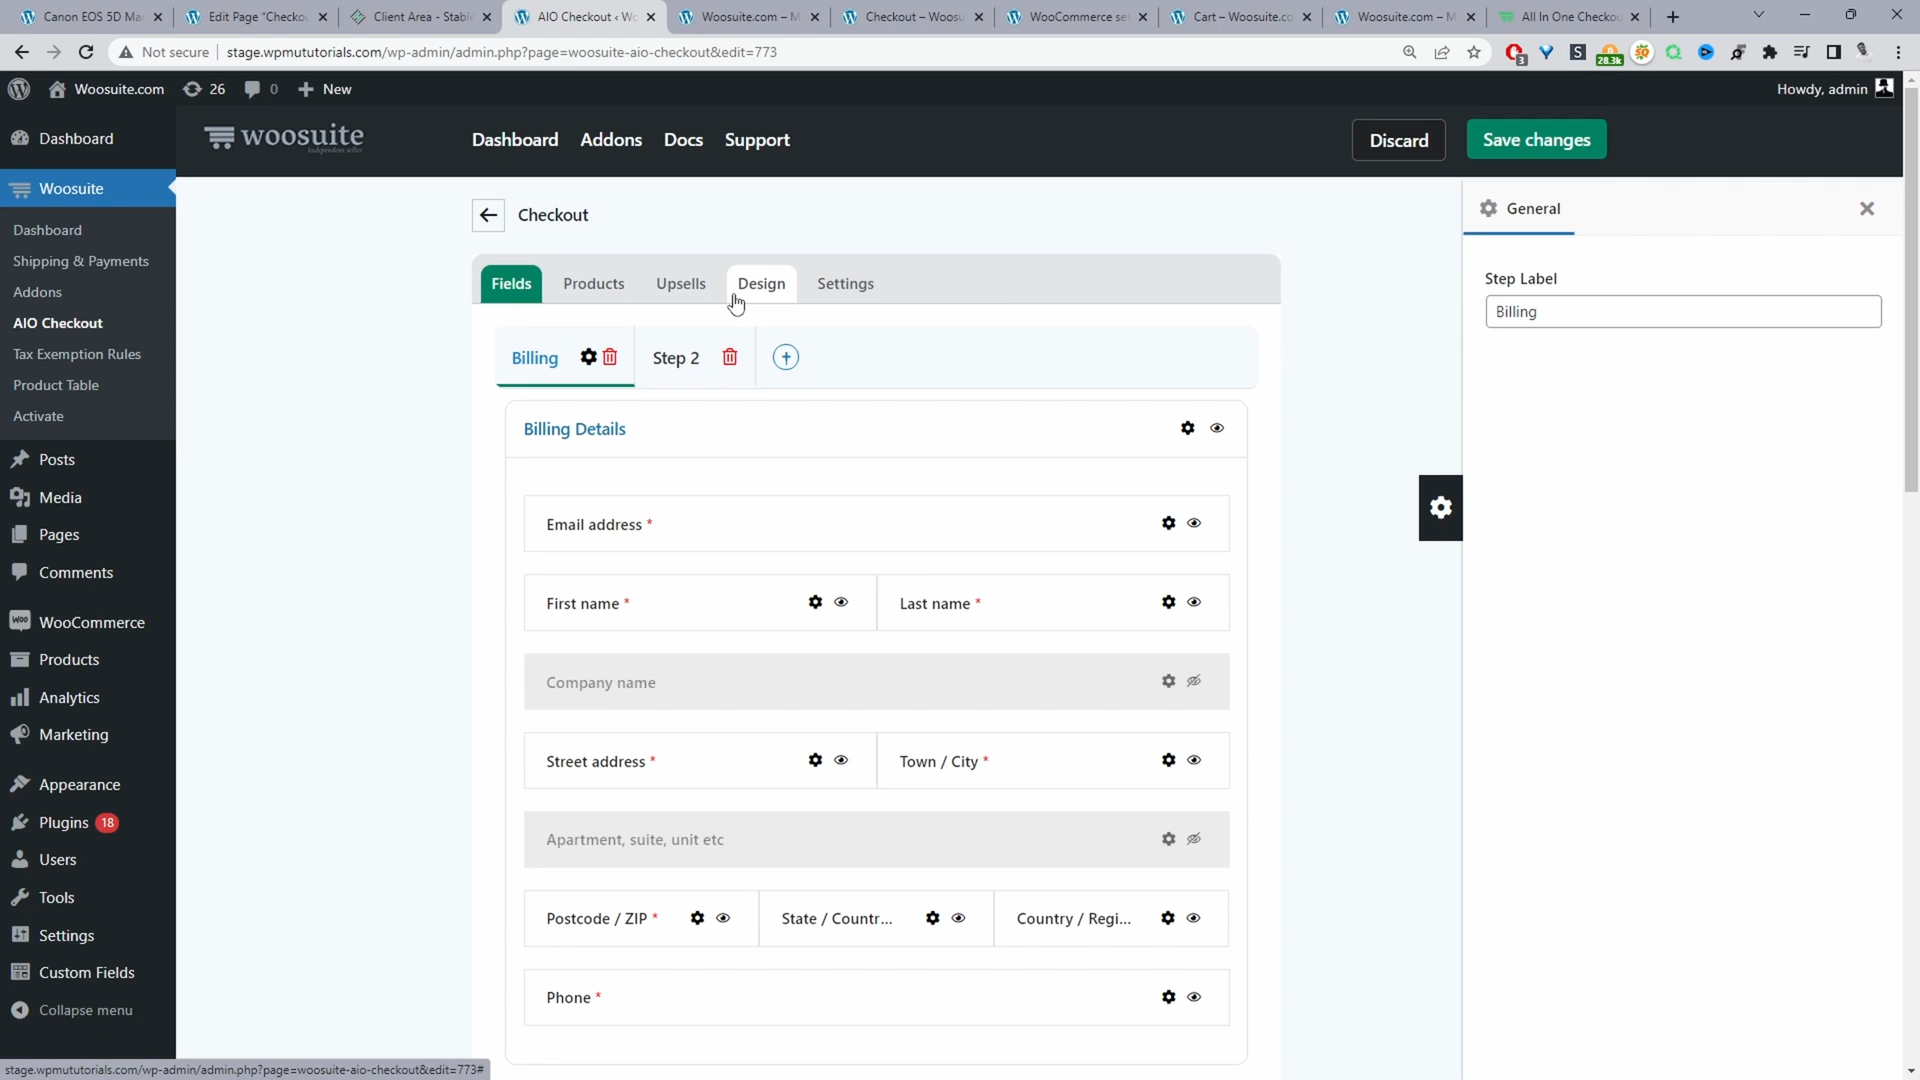 Canon EOS 5D Ma
Edit Page "Checko
Client Area - Stabl
AIO Checkout ‹ Wo
Woosuite.com – M
Checkout – Woosu
WooCommerce se
Cart – Woosuite.co
Woosuite.com – M
All In One Checko
Not secure
stage.wpmututorials.com/wp-admin/admin.php?page=woosuite-aio-checkout&edit=773
3
28.3k
Woosuite.com
26
0
New
Howdy, admin
Dashboard
Woosuite
Dashboard
Shipping & Payments
Addons
AIO Checkout
Tax Exemption Rules
Product Table
Activate
Posts
Media
Pages
Comments
WooCommerce
Products
Analytics
Marketing
Appearance
Plugins 18
Users
Tools
Settings
Custom Fields
Collapse menu
woosuite
independent seller
Dashboard Addons Docs Support
Discard
Save changes
Checkout
Fields Products Upsells Design Settings
Billing
Step 2
Billing Details
Email address *
First name *
Last name *
Company name
Street address *
Town / City *
Apartment, suite, unit etc
Postcode / ZIP *
State / Countr...
Country / Regi...
Phone *
General
Step Label
Billing
stage.wpmututorials.com/wp-admin/admin.php?page=woosuite-aio-checkout&edit=773#